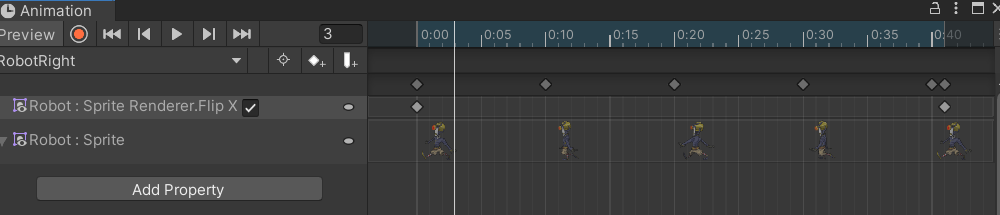 Animation
Preview 3 0:00 0:05 0:10 0:15 0:20 0:25 0:30 0:35 0:40
RobotRight
Robot : Sprite Renderer.Flip X
Robot : Sprite
Add Property